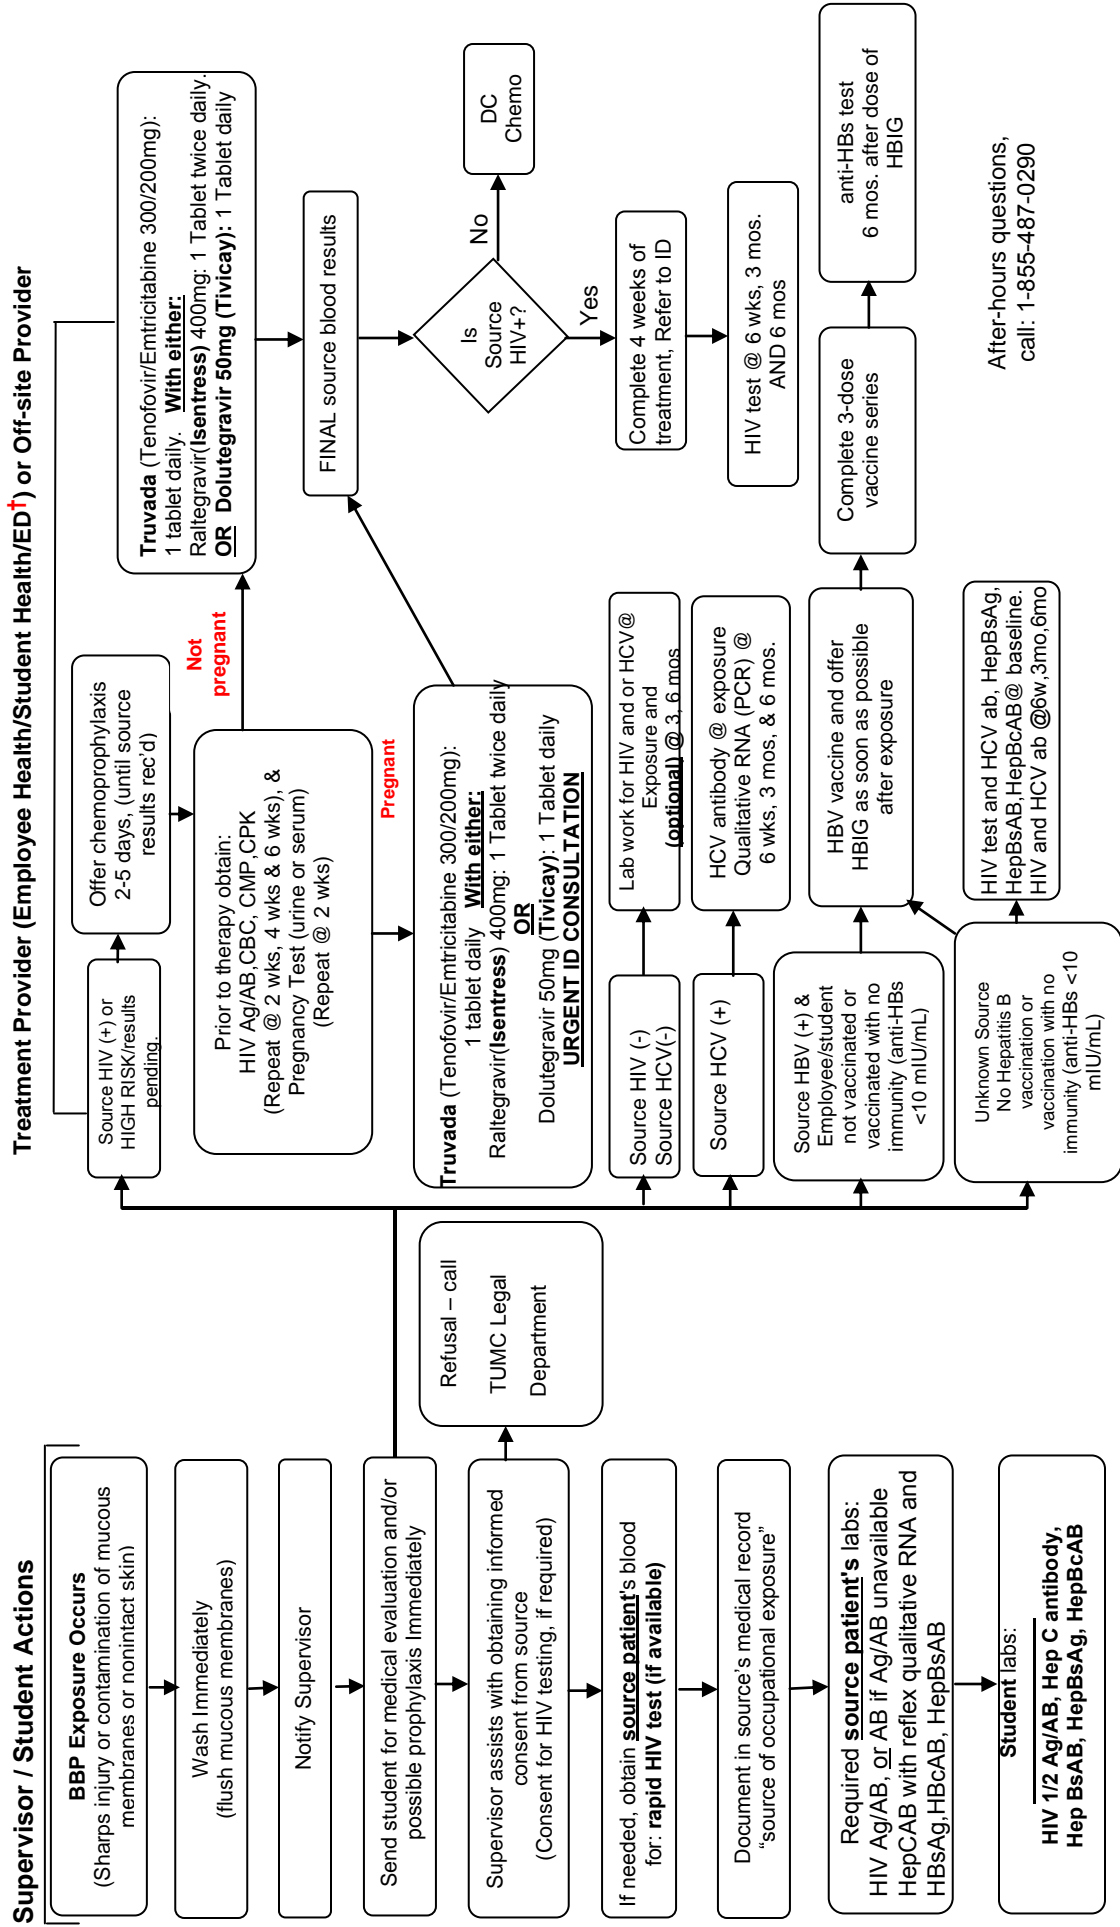 Supervisor / Student Actions
BBP Exposure Occurs
(Sharps injury or contamination of mucous
membranes or nonintact skin)
Wash Immediately
(flush mucous membranes)
Notify Supervisor
Send student for medical evaluation and/or
possible prophylaxis Immediately
Supervisor assists with obtaining informed
consent from source
(Consent for HIV testing, if required)
Refusal – call
TUMC Legal
Department
If needed, obtain source patient's blood
for: rapid HIV test (if available)
Document in source's medical record
“source of occupational exposure”
Required source patient's labs:
HIV Ag/AB, or AB if Ag/AB unavailable
HepCAB with reflex qualitative RNA and
HBsAg,HBcAB, HepBsAB
Student labs:
HIV 1/2 Ag/AB, Hep C antibody,
Hep BsAB, HepBsAg, HepBcAB
Treatment Provider (Employee Health/Student Health/ED†) or Off-site Provider
Source HIV (+) or
HIGH RISK/results
pending.
Offer chemoprophylaxis
2-5 days, (until source
results rec’d)
Prior to therapy obtain:
HIV Ag/AB,CBC, CMP,CPK
(Repeat @ 2 wks, 4 wks & 6 wks), &
Pregnancy Test (urine or serum)
(Repeat @ 2 wks)
Not
pregnant
Pregnant
Truvada (Tenofovir/Emtricitabine 300/200mg):
1 tablet daily. With either:
Raltegravir(Isentress) 400mg: 1 Tablet twice daily.
OR Dolutegravir 50mg (Tivicay): 1 Tablet daily
Truvada (Tenofovir/Emtricitabine 300/200mg):
1 tablet daily With either:
Raltegravir(Isentress) 400mg: 1 Tablet twice daily
OR
Dolutegravir 50mg (Tivicay): 1 Tablet daily
URGENT ID CONSULTATION
FINAL source blood results
Is
Source
HIV+?
No
DC
Chemo
Yes
Complete 4 weeks of
treatment, Refer to ID
HIV test @ 6 wks, 3 mos.
AND 6 mos
Source HIV (-)
Source HCV(-)
Lab work for HIV and or HCV@
Exposure and
(optional) @ 3, 6 mos
Source HCV (+)
HCV antibody @ exposure
Qualitative RNA (PCR) @
6 wks, 3 mos, & 6 mos.
Source HBV (+) &
Employee/student
not vaccinated or
vaccinated with no
immunity (anti-HBs
<10 mIU/mL)
HBV vaccine and offer
HBIG as soon as possible
after exposure
Complete 3-dose
vaccine series
anti-HBs test
6 mos. after dose of
HBIG
Unknown Source
No Hepatitis B
vaccination or
vaccination with no
immunity (anti-HBs <10
mIU/mL)
HIV test and HCV ab, HepBsAg,
HepBsAB,HepBcAB@ baseline.
HIV and HCV ab @6w,3mo,6mo
After-hours questions,
call: 1-855-487-0290